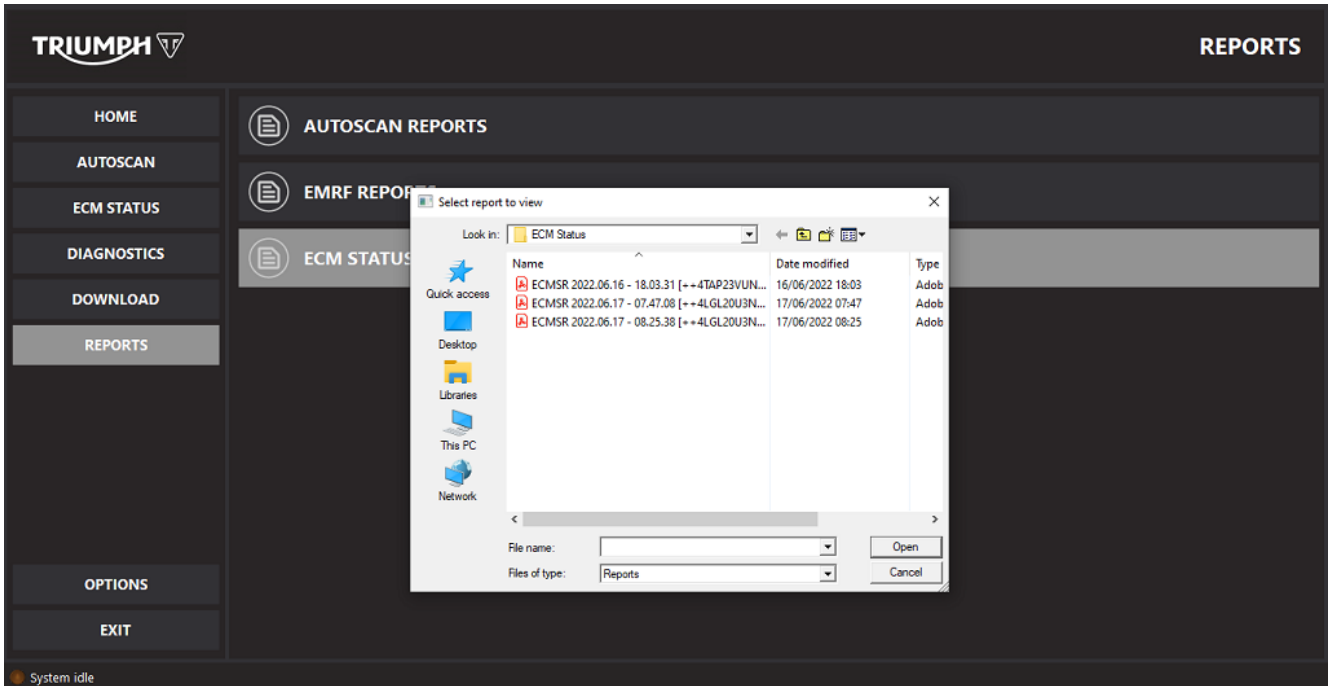 TRIUMPH
REPORTS
HOME
AUTOSCAN
ECM STATUS
DIAGNOSTICS
DOWNLOAD
REPORTS
OPTIONS
EXIT
AUTOSCAN REPORTS
EMRF REPOR
ECM STATUS
Select report to view
Look in: ECM Status
Quick access
Desktop
Libraries
This PC
Network
Name Date modified Type
ECMSR 2022.06.16 - 18.03.31 [++4TAP23VUN... 16/06/2022 18:03 Adob
ECMSR 2022.06.17 - 07.47.08 [++4LGL20U3N... 17/06/2022 07:47 Adob
ECMSR 2022.06.17 - 08.25.38 [++4LGL20U3N... 17/06/2022 08:25 Adob
File name: Open
Files of type: Reports Cancel
System idle